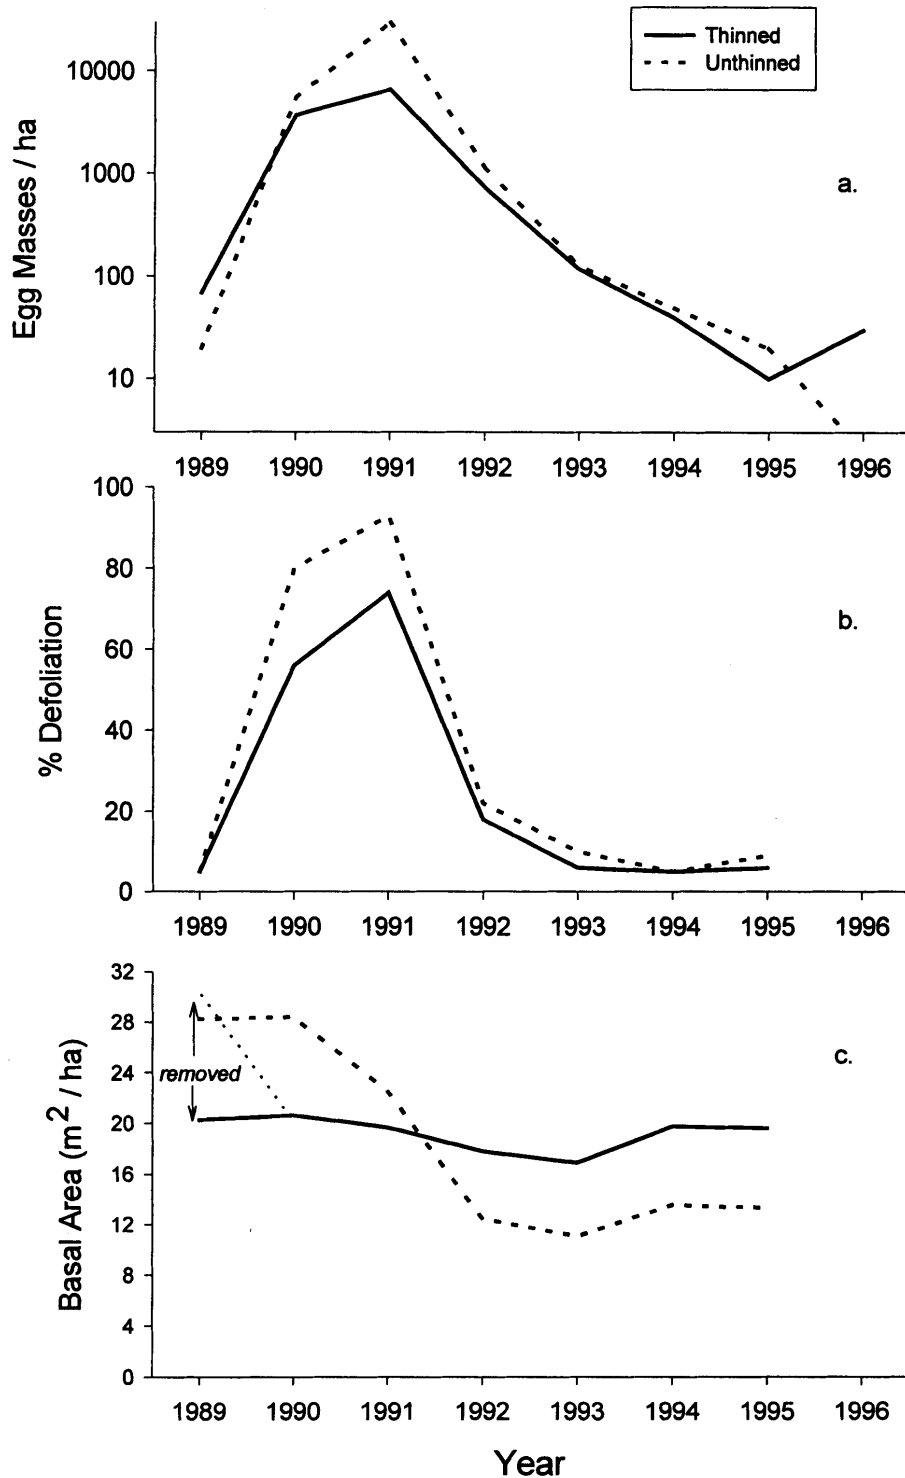 Thinned
Unthinned
10000
1000
100
10
Egg Masses / ha
a.
1989 1990 1991 1992 1993 1994 1995 1996
100
80
60
40
20
0
% Defoliation
b.
1989 1990 1991 1992 1993 1994 1995 1996
32
28
24
20
16
12
8
4
0
Basal Area (m² / ha)
removed
c.
1989 1990 1991 1992 1993 1994 1995 1996
Year